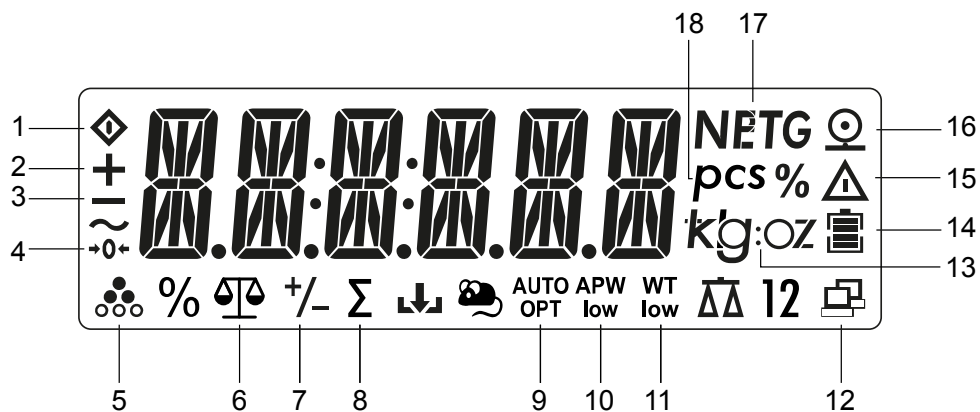 18 17
1 NETG 16
2 pcs % 15
3
~ kg:oz 14
4 →0← 13
% +/− Σ AUTO OPT APW low WT low 12
5 6 7 8 9 10 11 12